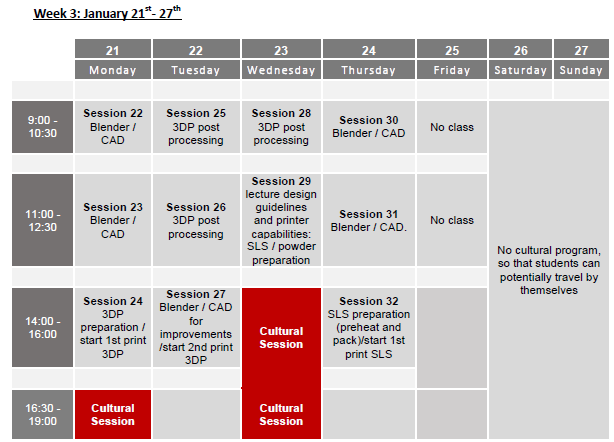 Week 3: January 21st- 27th
21 22 23 24 25 26 27
Monday Tuesday Wednesday Thursday Friday Saturday Sunday
9:00 -
10:30
Session 22
Blender /
CAD
Session 25
3DP post
processing
Session 28
3DP post
processing
Session 30
Blender / CAD
No class
11:00 -
12:30
Session 23
Blender /
CAD
Session 26
3DP post
processing
Session 29
lecture design
guidelines
and printer
capabilities:
SLS / powder
preparation
Session 31
Blender / CAD.
No class
No cultural program,
so that students can
potentially travel by
themselves
14:00 -
16:00
Session 24
3DP
preparation /
start 1st print
3DP
Session 27
Blender / CAD
for
improvements
/start 2nd print
3DP
Cultural
Session
Session 32
SLS preparation
(preheat and
pack)/start 1st
print SLS
16:30 -
19:00
Cultural
Session
Cultural
Session